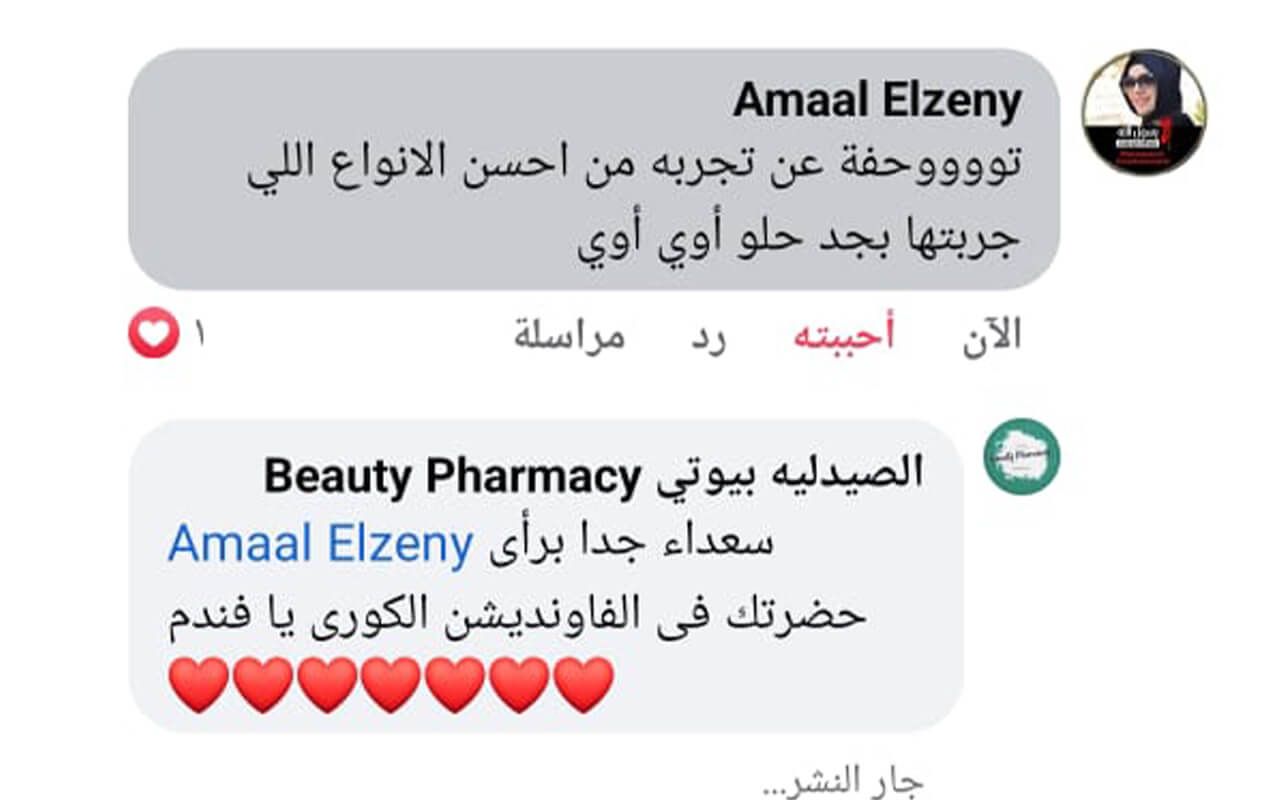 Amaal Elzeny
توووووحفة عن تجربه من احسن الانواع اللي
جربتها بجد حلو أوي أوي
الآن أحببته رد مراسلة ١
الصيدليه بيوتي Beauty Pharmacy
Amaal Elzeny سعداء جدا برأى
حضرتك فى الفاونديشن الكورى يا فندم
❤️❤️❤️❤️❤️❤️❤️
جار النشر...